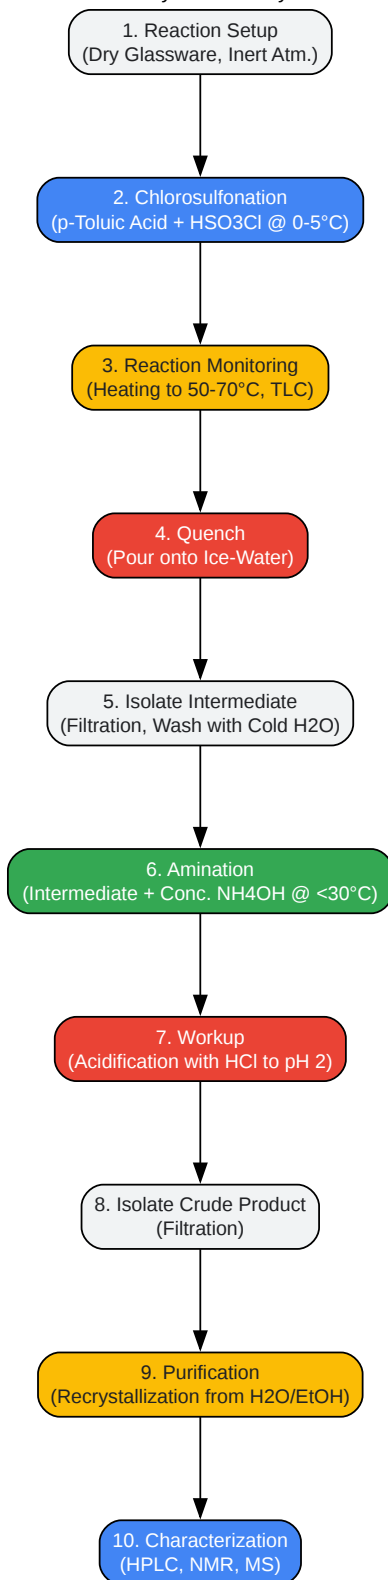 1. Reaction Setup
(Dry Glassware, Inert Atm.)
2. Chlorosulfonation
(p-Toluic Acid + HSO3Cl @ 0-5°C)
3. Reaction Monitoring
(Heating to 50-70°C, TLC)
4. Quench
(Pour onto Ice-Water)
5. Isolate Intermediate
(Filtration, Wash with Cold H2O)
6. Amination
(Intermediate + Conc. NH4OH @ <30°C)
7. Workup
(Acidification with HCl to pH 2)
8. Isolate Crude Product
(Filtration)
9. Purification
(Recrystallization from H2O/EtOH)
10. Characterization
(HPLC, NMR, MS)